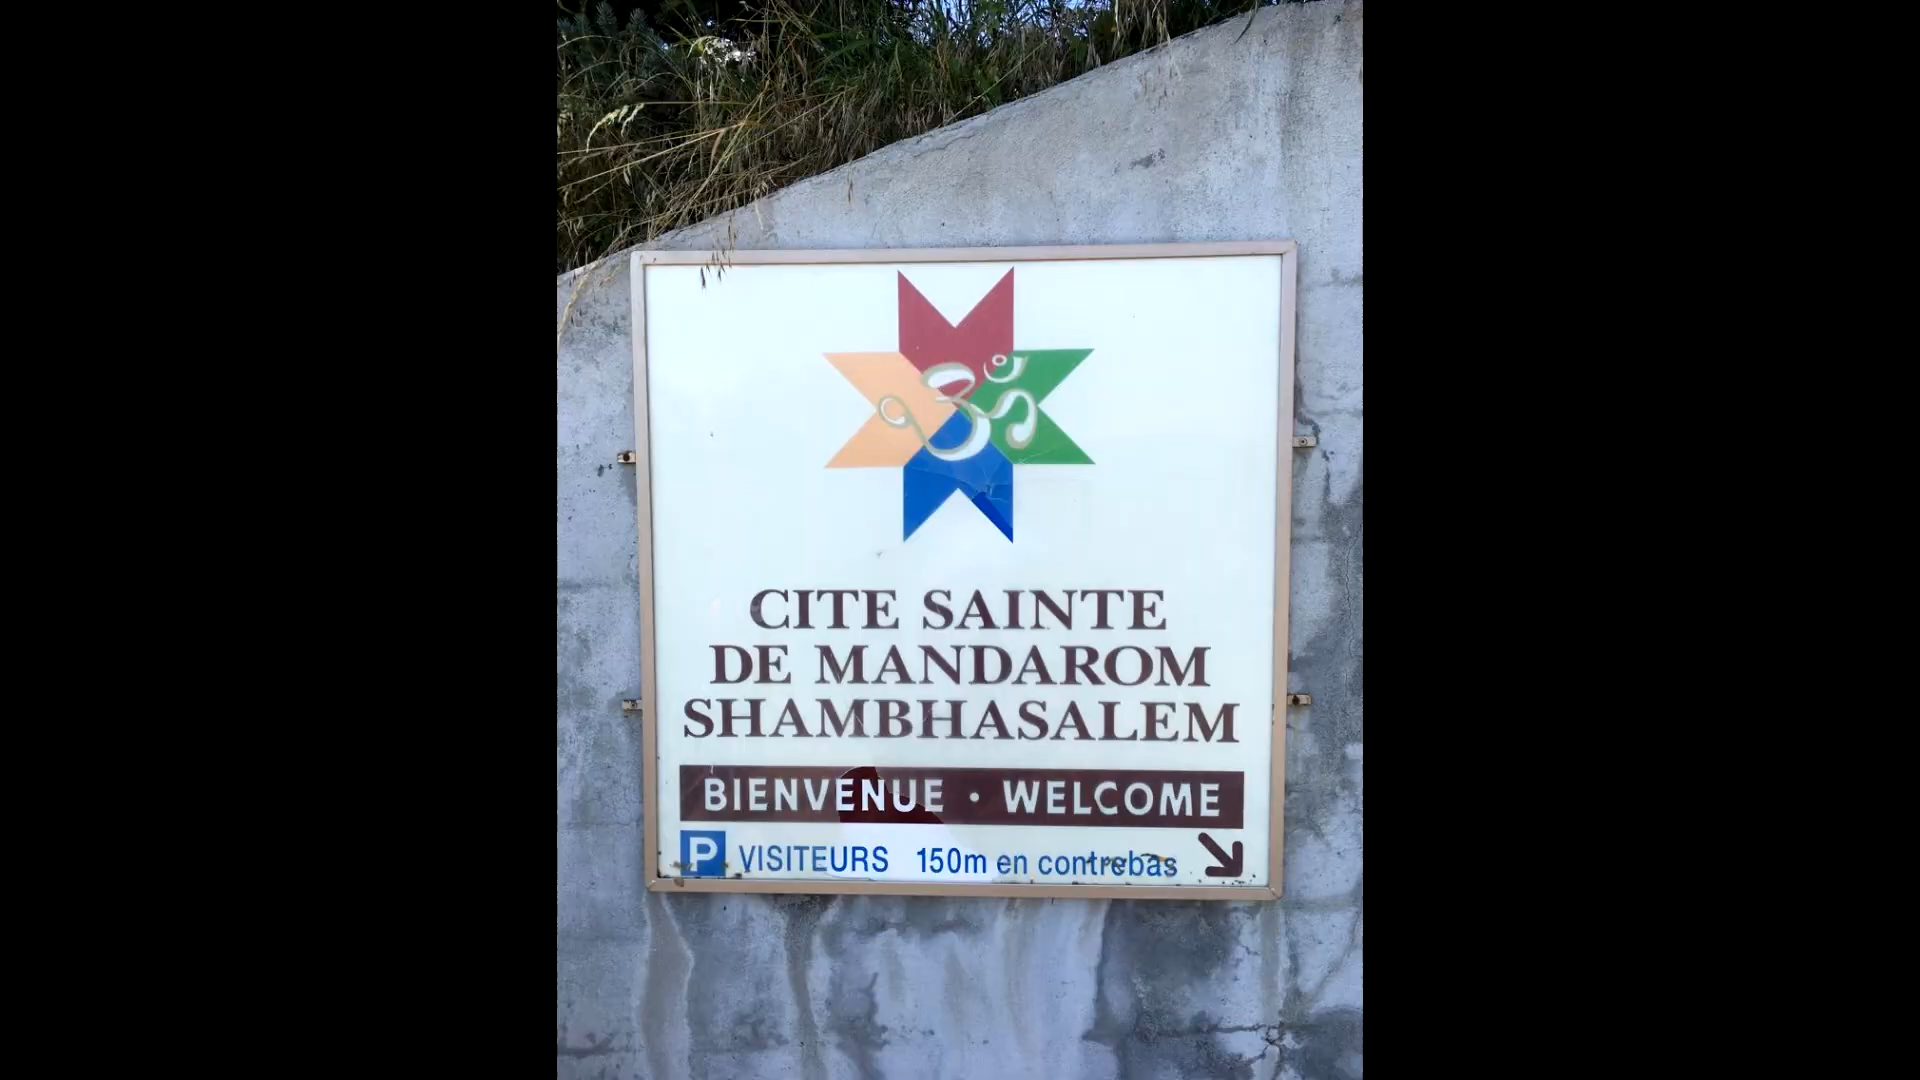 CITE SAINTE
DE MANDAROM
SHAMBHASALEM
BIENVENUE • WELCOME
P VISITEURS 150m en contrebas